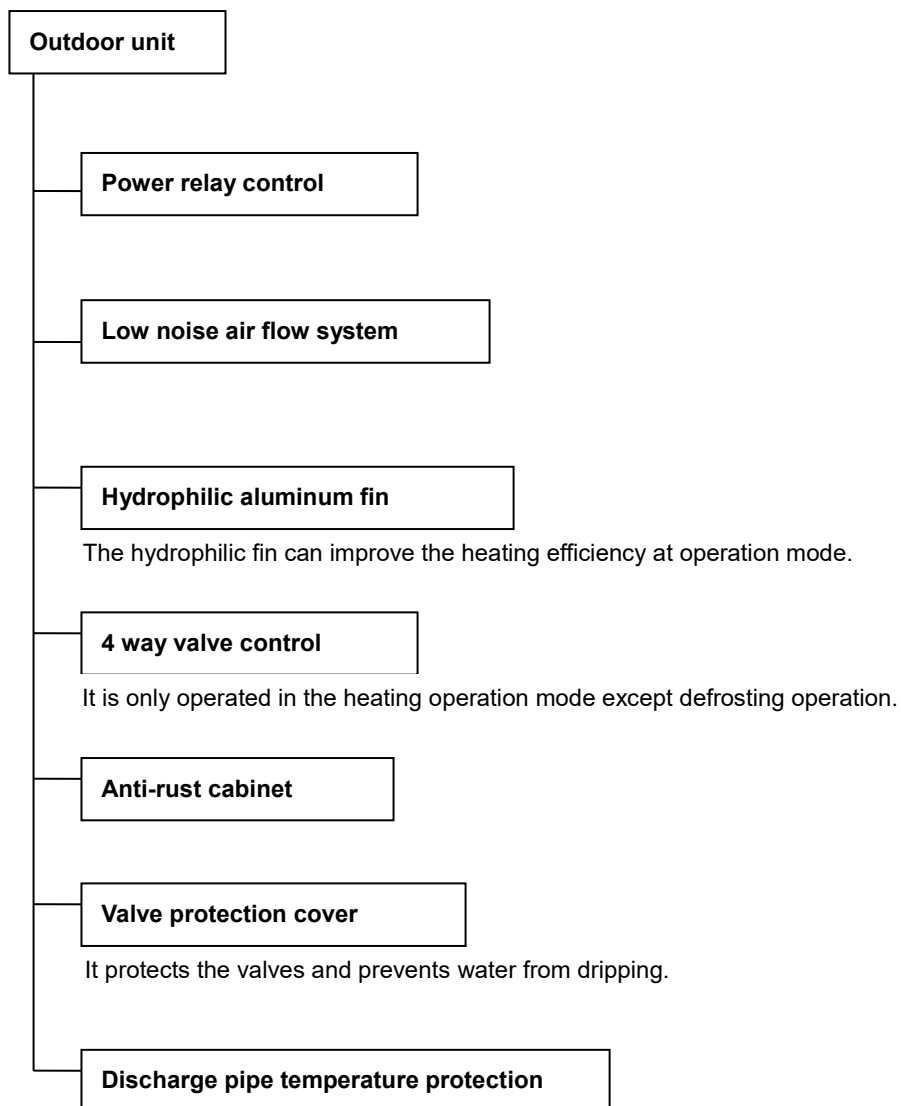 Outdoor unit
Power relay control
Low noise air flow system
Hydrophilic aluminum fin
The hydrophilic fin can improve the heating efficiency at operation mode.
4 way valve control
It is only operated in the heating operation mode except defrosting operation.
Anti-rust cabinet
Valve protection cover
It protects the valves and prevents water from dripping.
Discharge pipe temperature protection